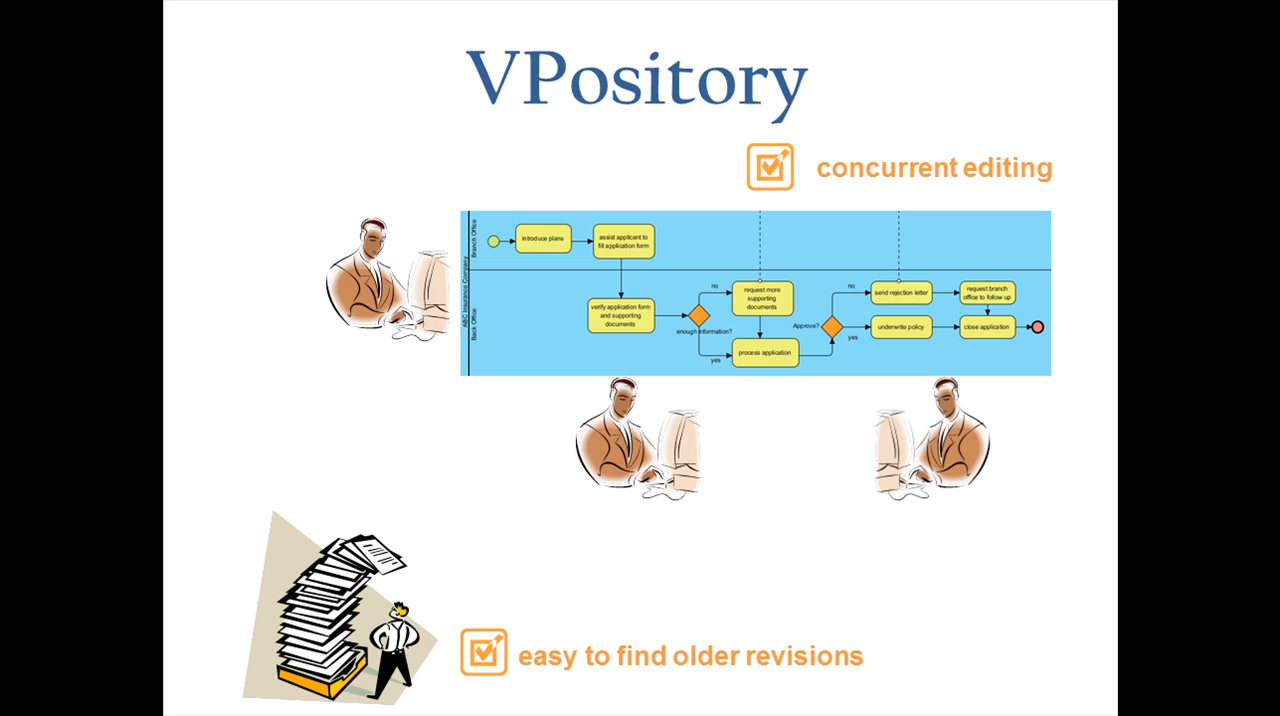 VPository
concurrent editing
ABC Insurance Company
Branch Office
introduce plans
assist applicant to
fill application form
Back Office
verify application form
and supporting
documents
enough information?
no
yes
request more
supporting
documents
process application
Approve?
no
yes
send rejection letter
underwrite policy
request branch
office to follow up
close application
easy to find older revisions